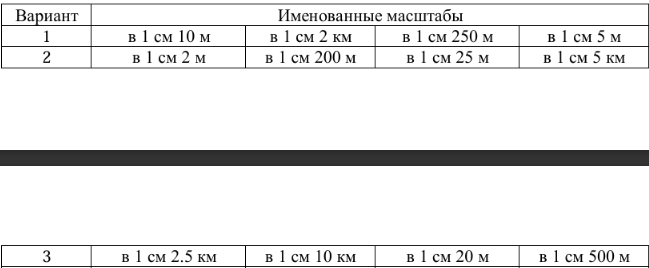 Вариант Именованные масштабы
1 в 1 см 10 м в 1 см 2 км в 1 см 250 м в 1 см 5 м
2 в 1 см 2 м в 1 см 200 м в 1 см 25 м в 1 см 5 км
3 в 1 см 2.5 км в 1 см 10 км в 1 см 20 м в 1 см 500 м